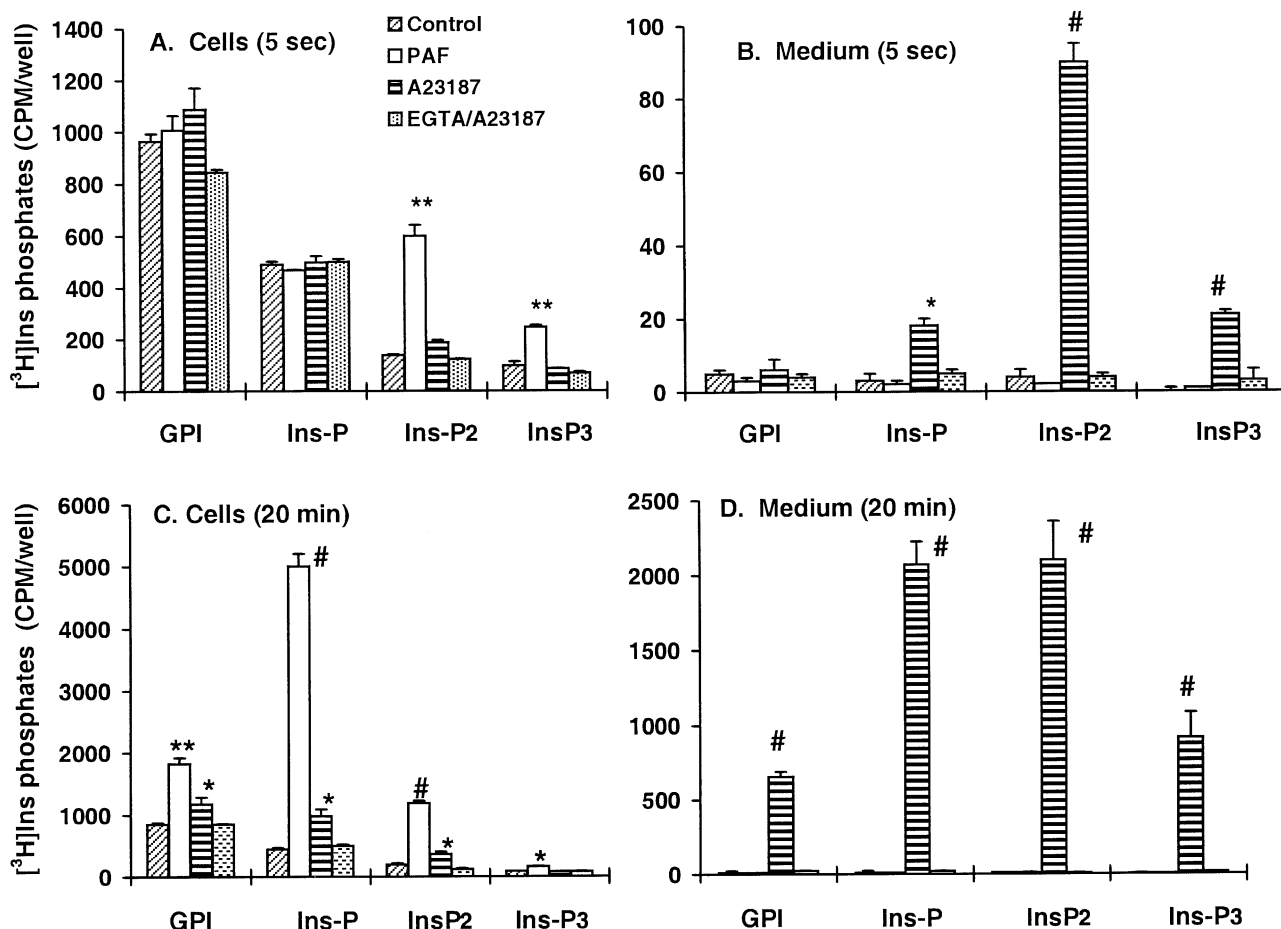 [³H]Ins phosphates (CPM/well)
1400
1200
1000
800
600
400
200
0
A. Cells (5 sec)
Control
PAF
A23187
EGTA/A23187
**
**
GPI
Ins-P
Ins-P2
InsP3
100
80
60
40
20
0
B. Medium (5 sec)
*
#
#
GPI
Ins-P
Ins-P2
InsP3
[³H]Ins phosphates (CPM/well)
6000
5000
4000
3000
2000
1000
0
C. Cells (20 min)
**
*
#
*
#
*
*
GPI
Ins-P
InsP2
Ins-P3
2500
2000
1500
1000
500
0
D. Medium (20 min)
#
#
#
#
GPI
Ins-P
InsP2
Ins-P3